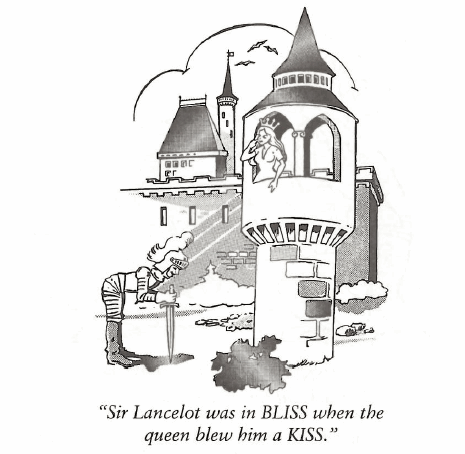 “Sir Lancelot was in BLISS when the
queen blew him a KISS.”